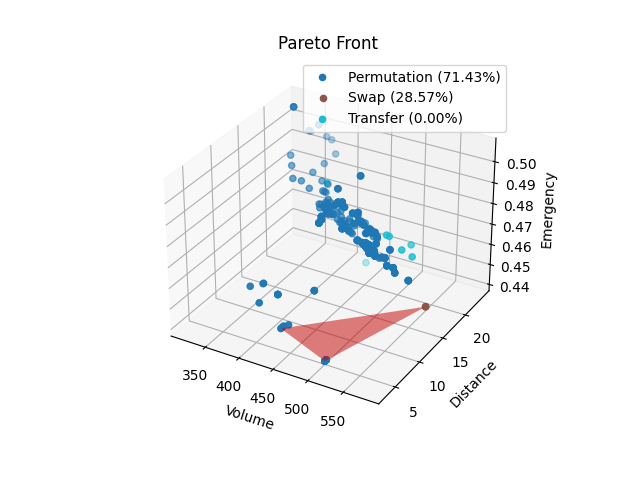 Pareto Front
Permutation (71.43%)
Swap (28.57%)
Transfer (0.00%)
0.50
0.49
0.48
0.47
0.46
0.45
0.44
Emergency
20
15
10
5
Distance
350
400
450
500
550
Volume